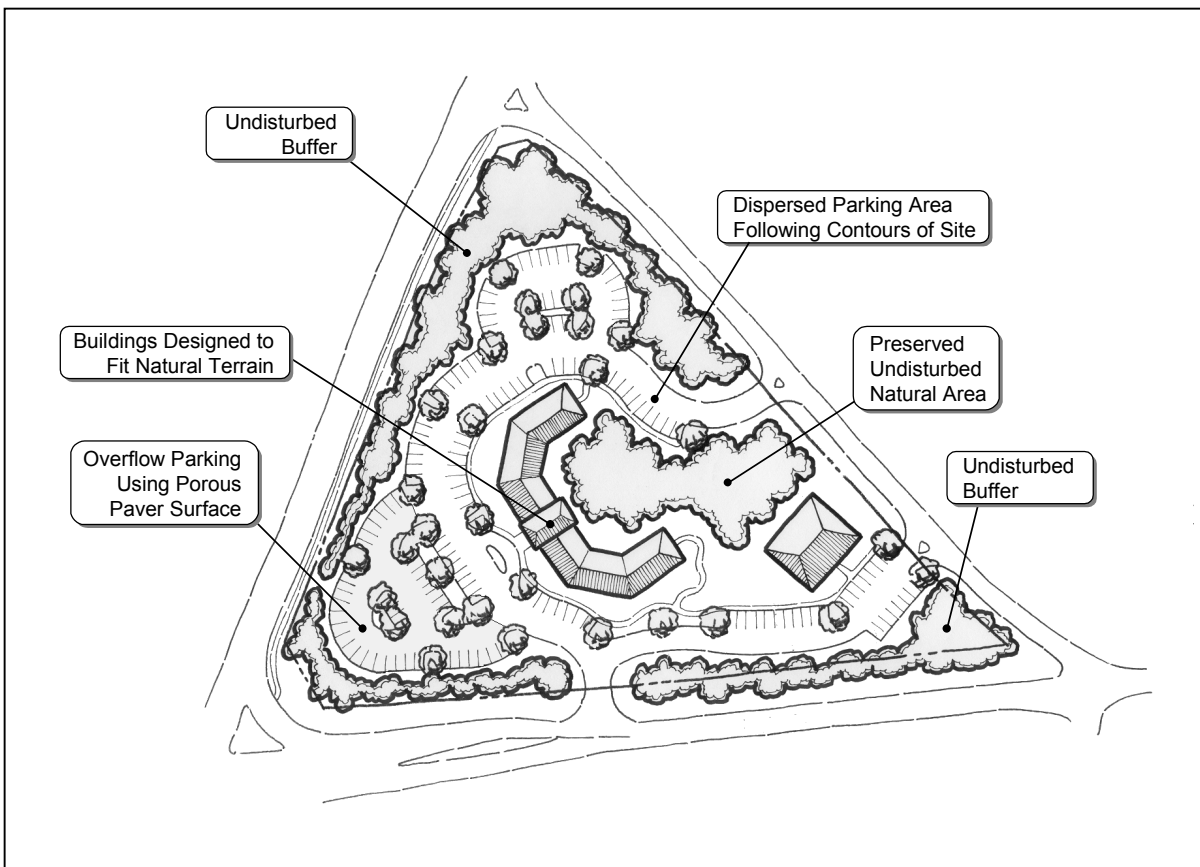 Undisturbed
Buffer
Dispersed Parking Area
Following Contours of Site
Buildings Designed to
Fit Natural Terrain
Preserved
Undisturbed
Natural Area
Overflow Parking
Using Porous
Paver Surface
Undisturbed
Buffer